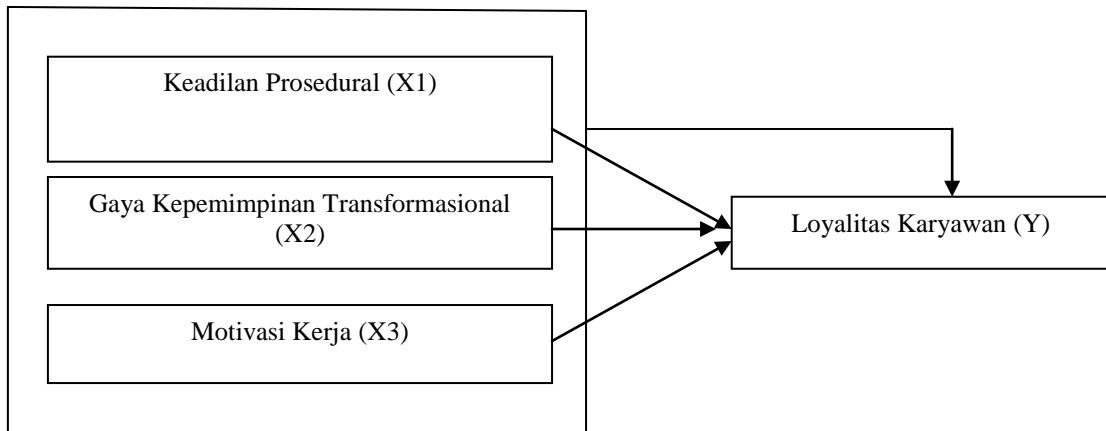 Keadilan Prosedural (X1)
Gaya Kepemimpinan Transformasional
(X2)
Loyalitas Karyawan (Y)
Motivasi Kerja (X3)